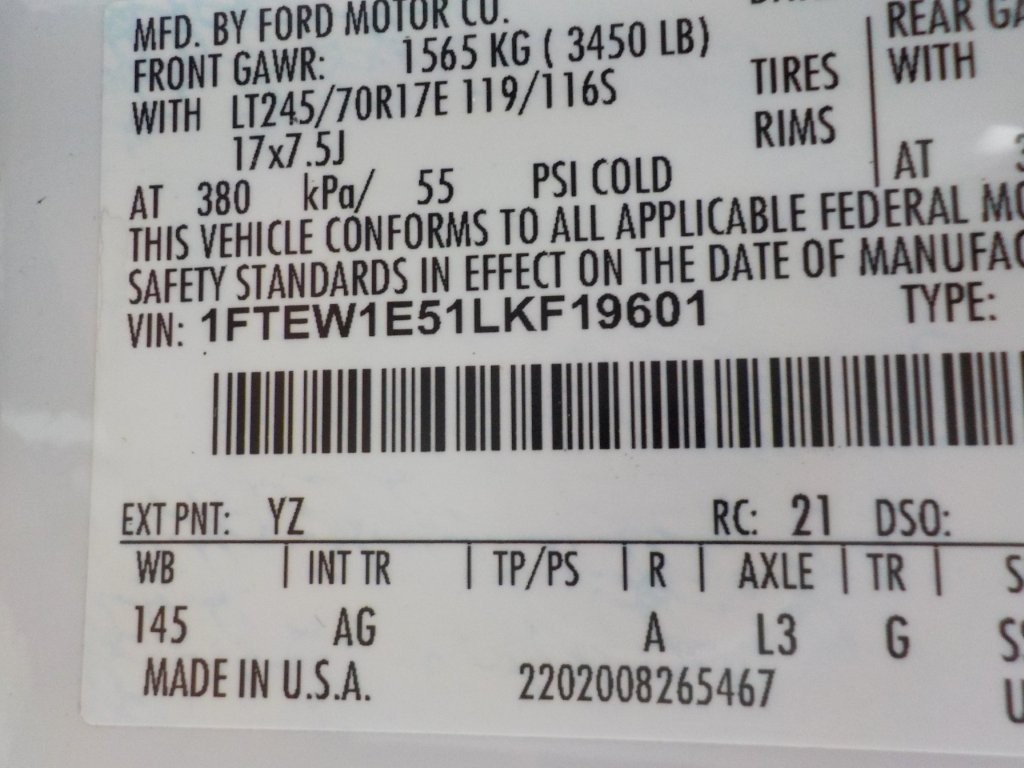 MFD. BY FORD MOTOR CO.
FRONT GAWR: 1565 KG ( 3450 LB) REAR
WITH LT245/70R17E 119/116S TIRES WITH
17x7.5J RIMS
AT 380 kPa/ 55 PSI COLD AT
THIS VEHICLE CONFORMS TO ALL APPLICABLE FEDERAL
SAFETY STANDARDS IN EFFECT ON THE DATE OF
VIN: 1FTEW1E51LKF19601 TYPE:
EXT PNT: YZ RC: 21 DSO:
WB | INT TR | TP/PS | R | AXLE | TR |
145 AG A L3 G
MADE IN U.S.A. 2202008265467